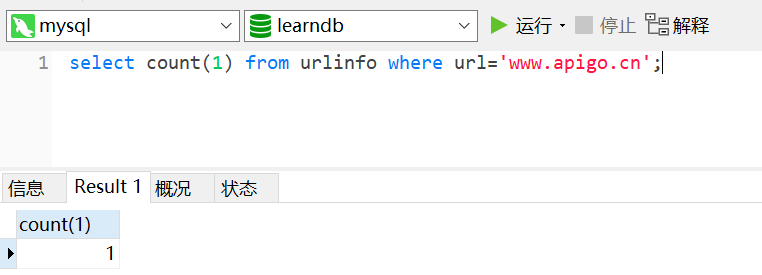 mysql learndb 运行 停止 解释
1 select count(1) from urlinfo where url='www.apigo.cn';
信息 Result 1 概况 状态
count(1)
1